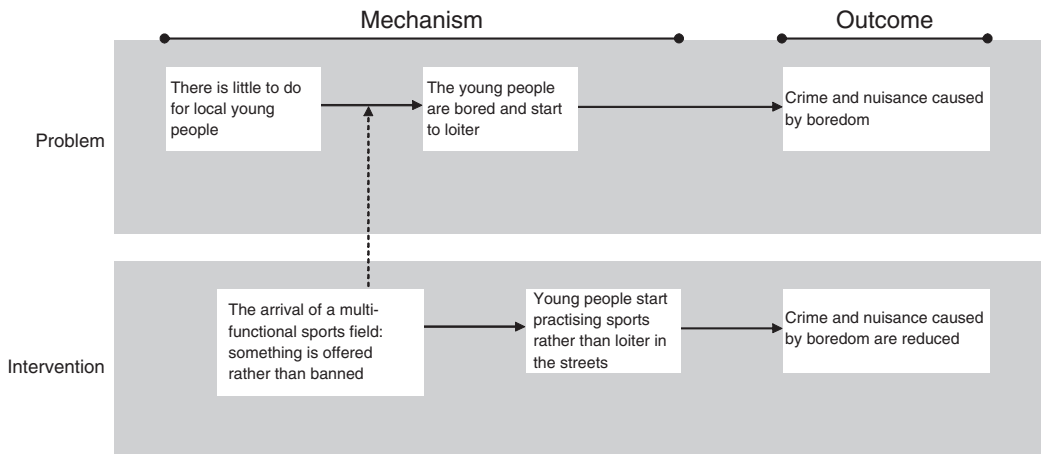 Mechanism
Outcome
Problem
There is little to do
for local young
people
The young people
are bored and start
to loiter
Crime and nuisance caused
by boredom
Intervention
The arrival of a multi-
functional sports field:
something is offered
rather than banned
Young people start
practising sports
rather than loiter in
the streets
Crime and nuisance caused
by boredom are reduced